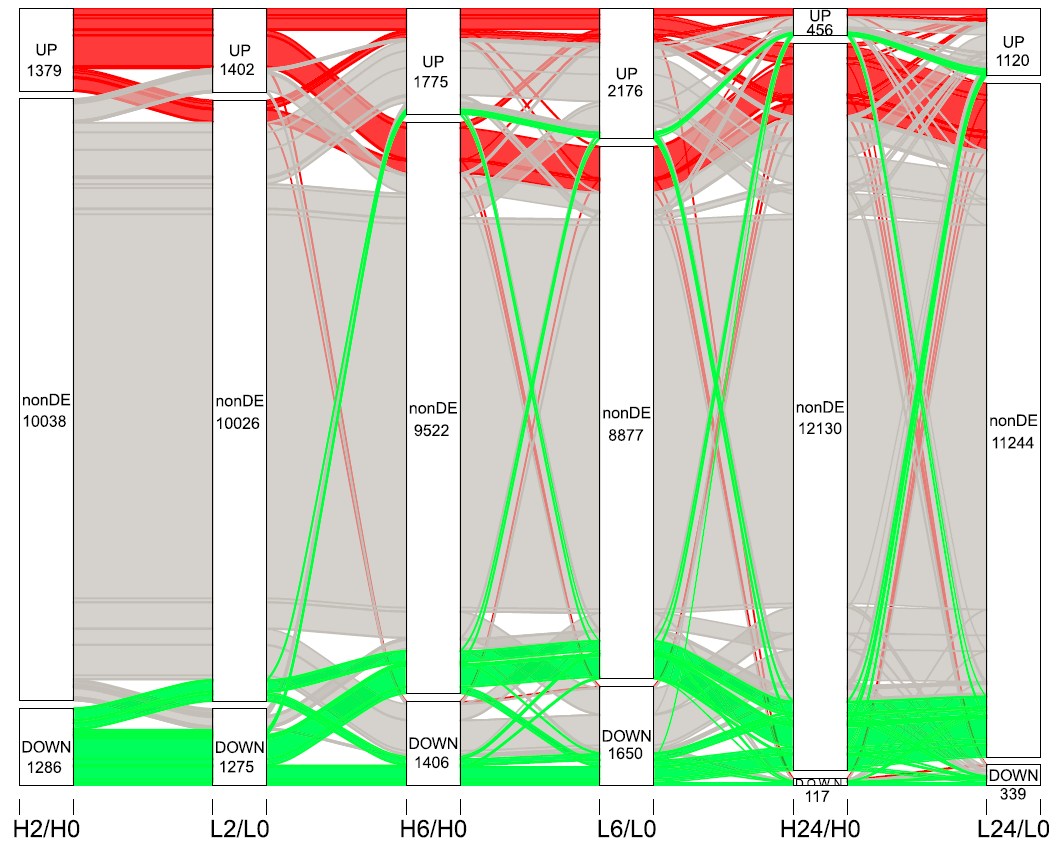 UP
1379
nonDE
10038
DOWN
1286
UP
1402
nonDE
10026
DOWN
1275
UP
1775
nonDE
9522
DOWN
1406
UP
2176
nonDE
8877
DOWN
1650
UP
456
nonDE
12130
DOWN
117
UP
1120
nonDE
11244
DOWN
339
H2/H0
L2/L0
H6/H0
L6/L0
H24/H0
L24/L0